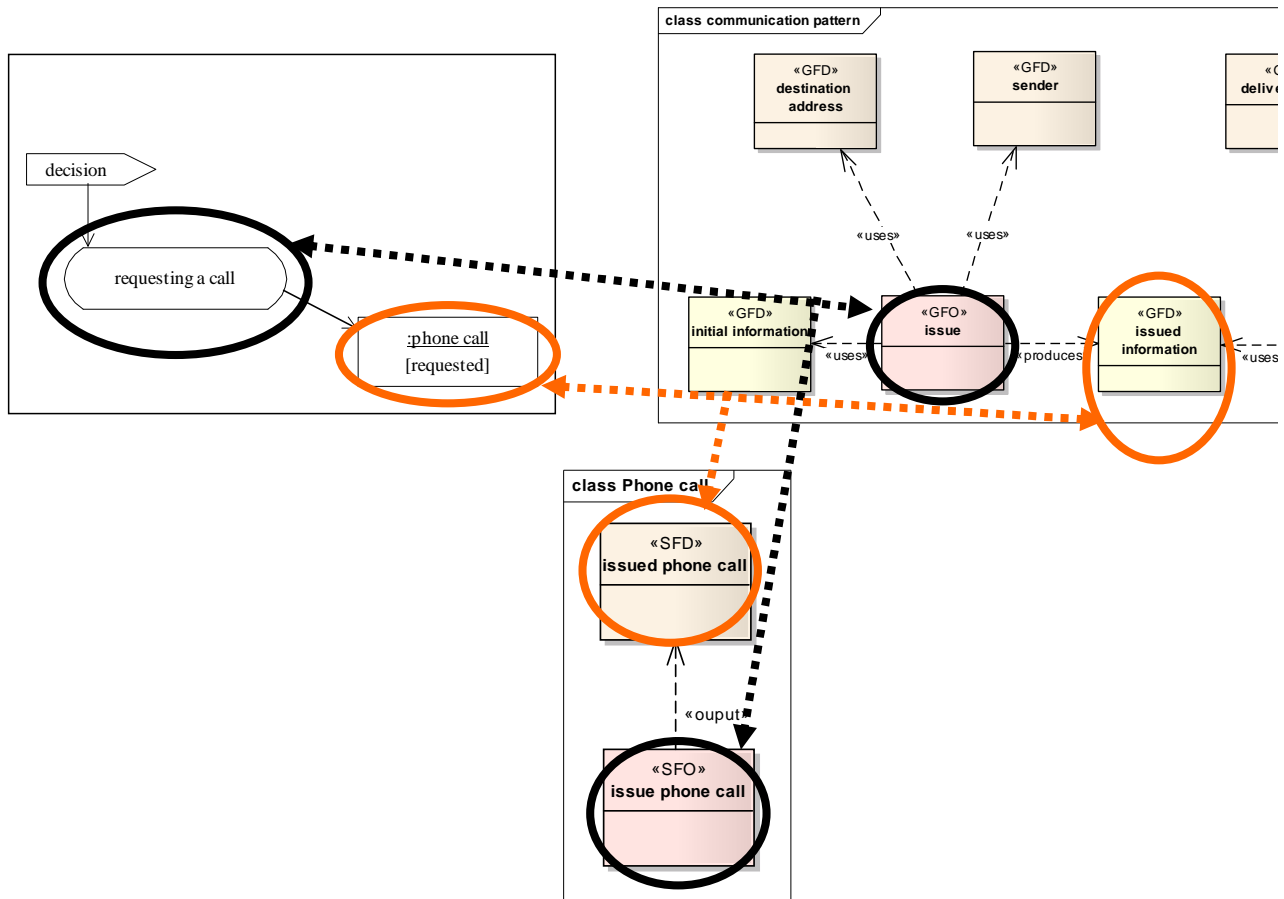 class communication pattern
«GFD»
destination
address
«GFD»
sender
decision
«uses»
«uses»
requesting a call
:phone call
[requested]
«GFD»
initial information
«uses»
«GFO»
issue
«produces
«GFD»
issued
information
«uses
class Phone call
«SFD»
issued phone call
«ouput»
«SFO»
issue phone call